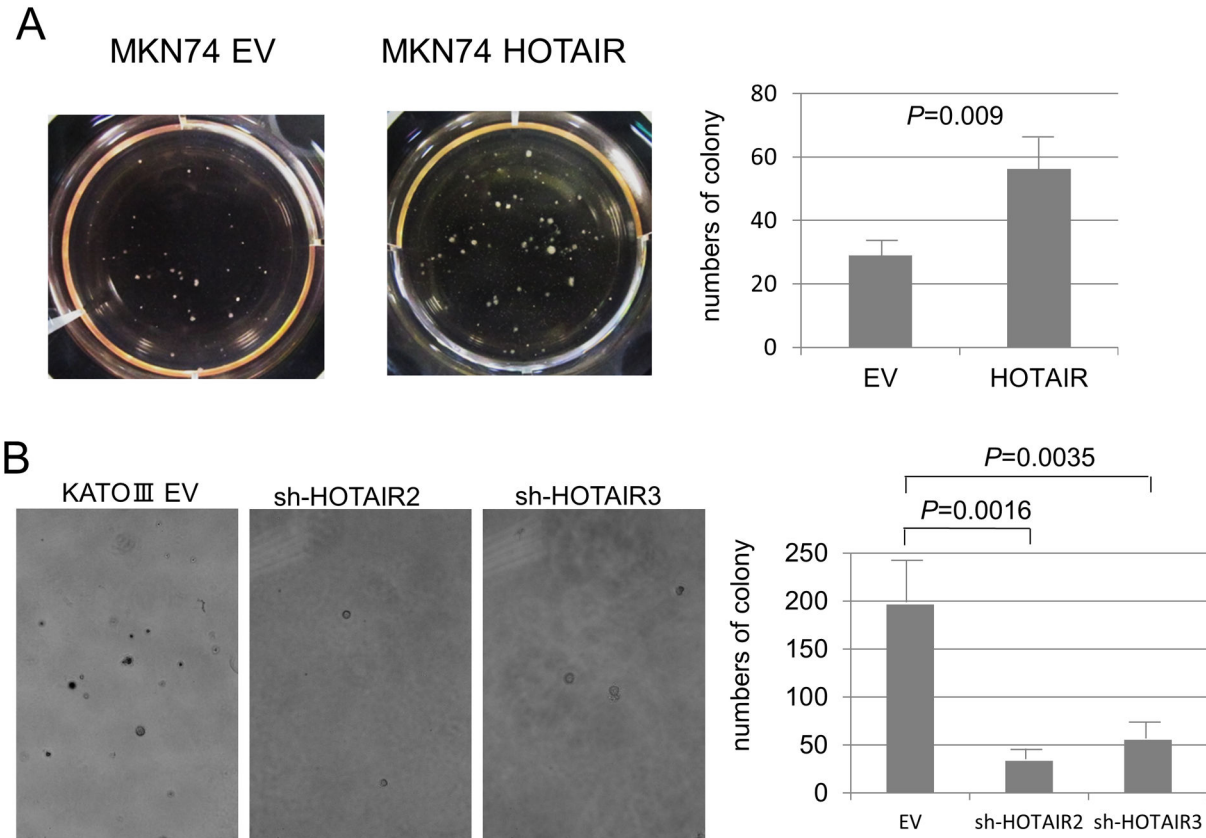 A
MKN74 EV
MKN74 HOTAIR
80
60
40
20
0
numbers of colony
P=0.009
EV
HOTAIR
B
KATOⅢ EV
sh-HOTAIR2
sh-HOTAIR3
P=0.0035
P=0.0016
250
200
150
100
50
0
numbers of colony
EV
sh-HOTAIR2
sh-HOTAIR3